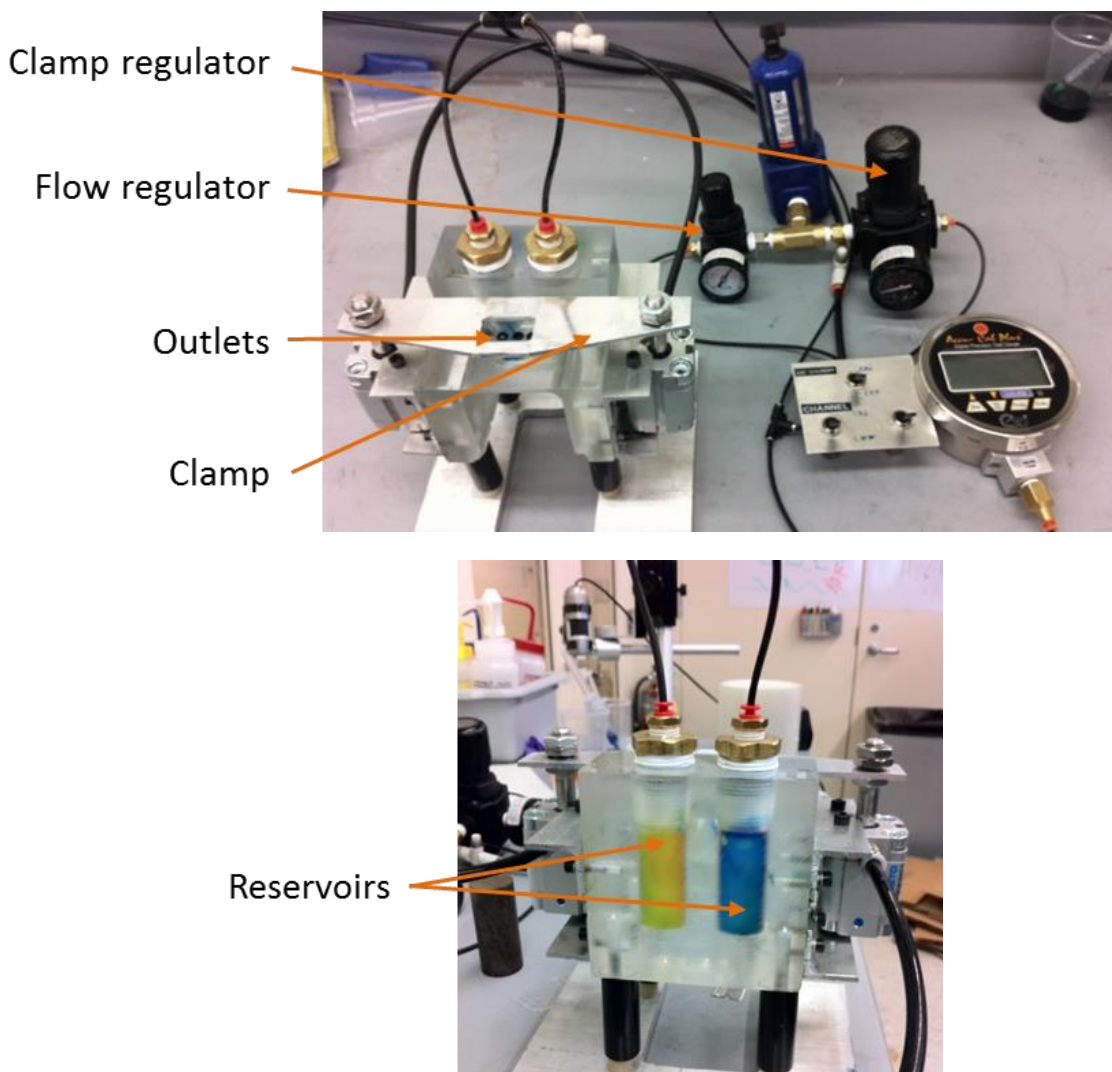 Clamp regulator
Flow regulator
Outlets
Clamp
CHANNEL
Reservoirs